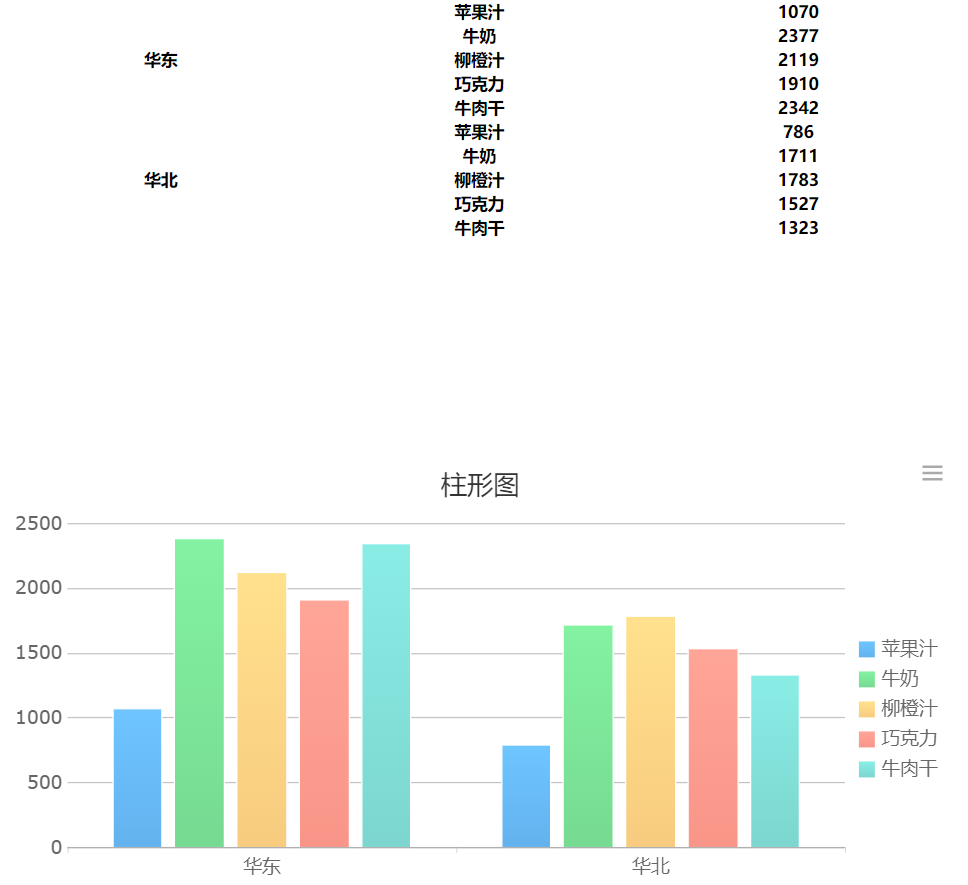 苹果汁 1070
牛奶 2377
华东 柳橙汁 2119
巧克力 1910
牛肉干 2342
苹果汁 786
牛奶 1711
华北 柳橙汁 1783
巧克力 1527
牛肉干 1323
柱形图
2500
2000
1500
1000
500
0
华东 华北
苹果汁
牛奶
柳橙汁
巧克力
牛肉干